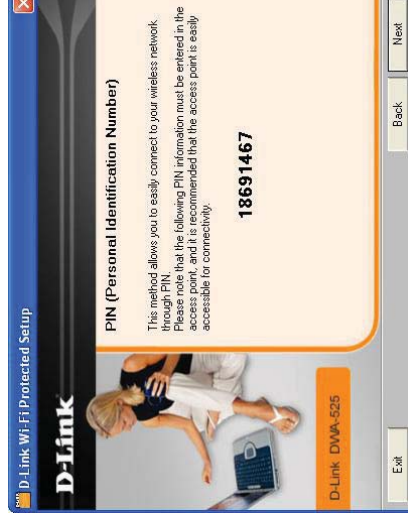 D-Link Wi-Fi Protected Setup
D-Link
PIN (Personal Identification Number)
This method allows you to easily connect to your wireless network
through PIN.
Please note that the following PIN information must be entered in the
access point, and it is recommended that the access point is easily
accessible for connectivity.
18691467
D-Link DWA-525
Exit
Back
Next